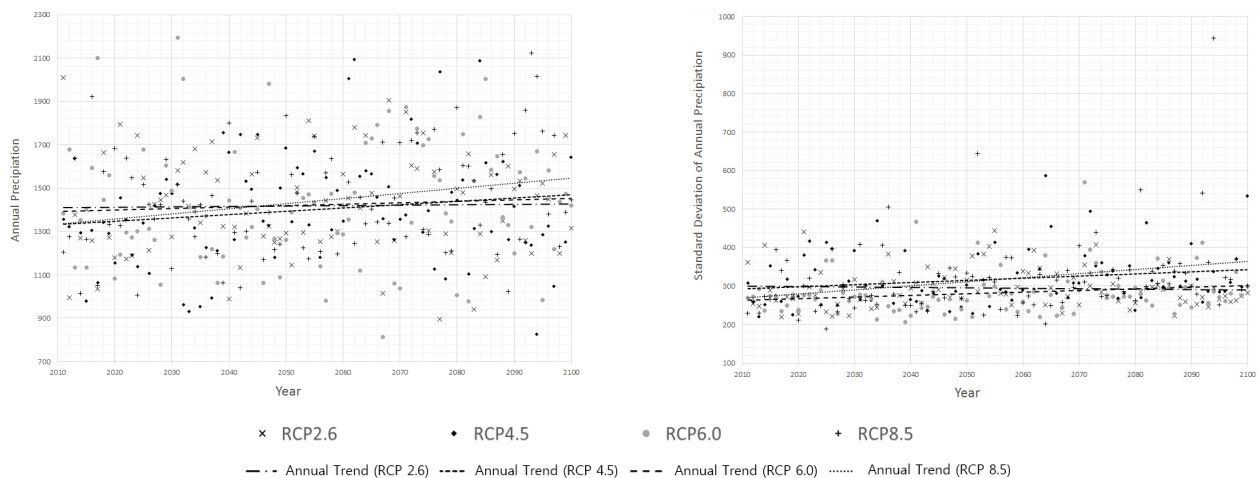 2300
2100
1900
1700
1500
1300
1100
900
700
Annual Precipiation
2010 2020 2030 2040 2050 2060 2070 2080 2090 2100
Year
1000
900
800
700
600
500
400
300
200
100
Standard Deviation of Annual Precipiation
2010 2020 2030 2040 2050 2060 2070 2080 2090 2100
Year
RCP2.6 RCP4.5 RCP6.0 RCP8.5
Annual Trend (RCP 2.6) Annual Trend (RCP 4.5) Annual Trend (RCP 6.0) Annual Trend (RCP 8.5)